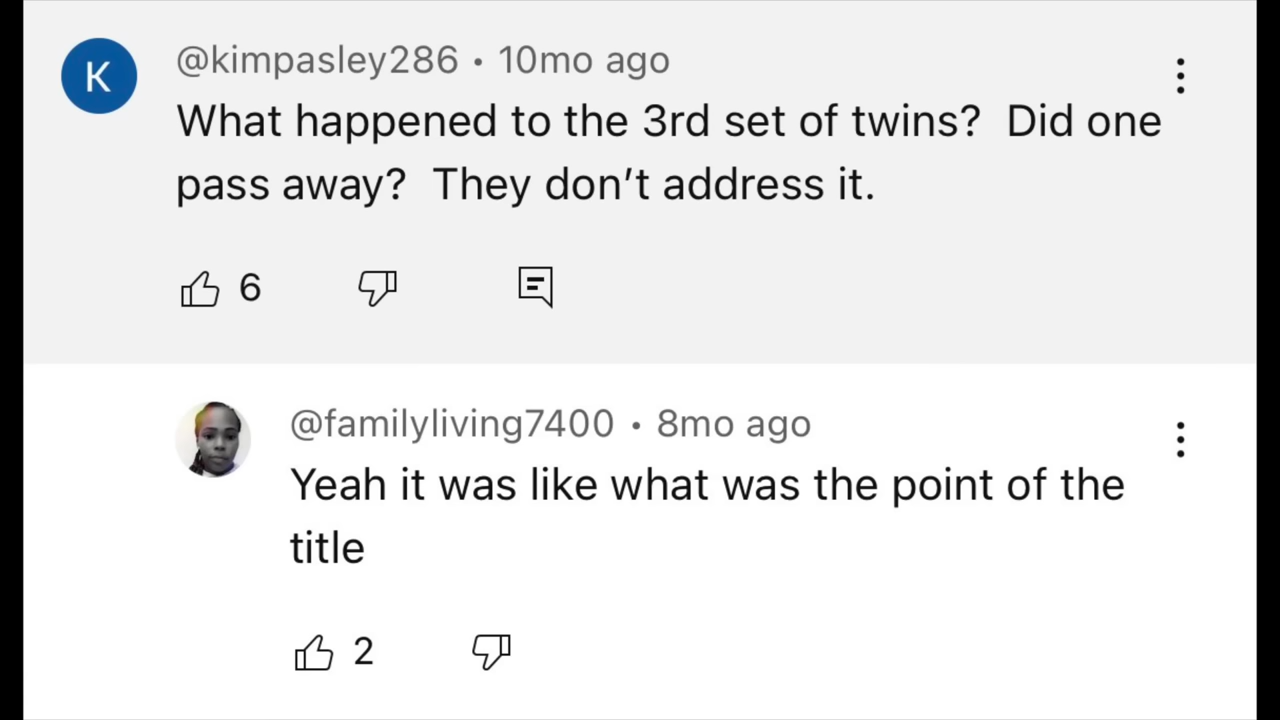 K
@kimpasley286 • 10mo ago
What happened to the 3rd set of twins?  Did one
pass away?  They don’t address it.
6
@familyliving7400 • 8mo ago
Yeah it was like what was the point of the
title
2